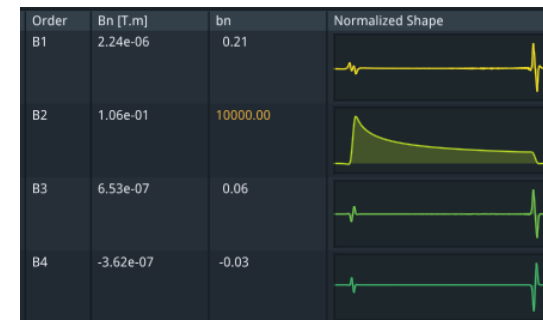 Order Bn [T.m] bn Normalized Shape
B1 2.24e-06 0.21
B2 1.06e-01 10000.00
B3 6.53e-07 0.06
B4 -3.62e-07 -0.03